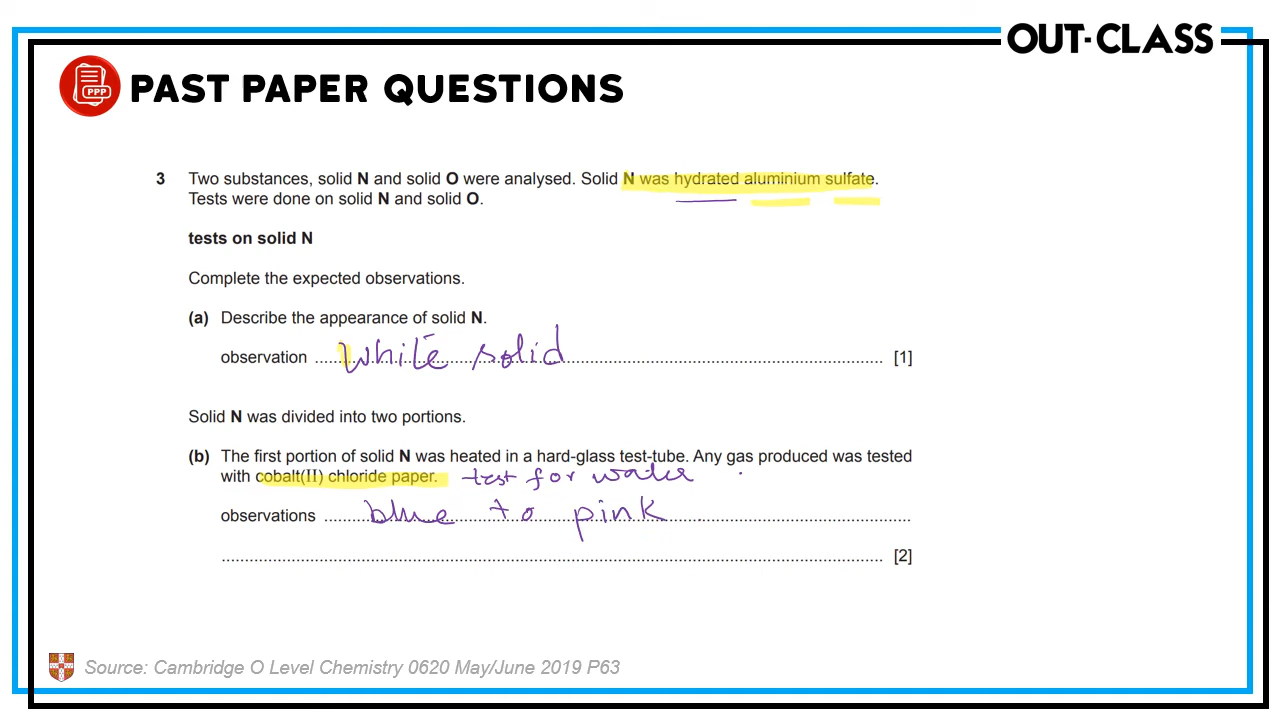 OUT-CLASS
PPP
PAST PAPER QUESTIONS
3 Two substances, solid N and solid O were analysed. Solid N was hydrated aluminium sulfate.
Tests were done on solid N and solid O.
tests on solid N
Complete the expected observations.
(a) Describe the appearance of solid N.
observation White solid [1]
Solid N was divided into two portions.
(b) The first portion of solid N was heated in a hard-glass test-tube. Any gas produced was tested
with cobalt(II) chloride paper. test for water
observations blue to pink
[2]
Source: Cambridge O Level Chemistry 0620 May/June 2019 P63